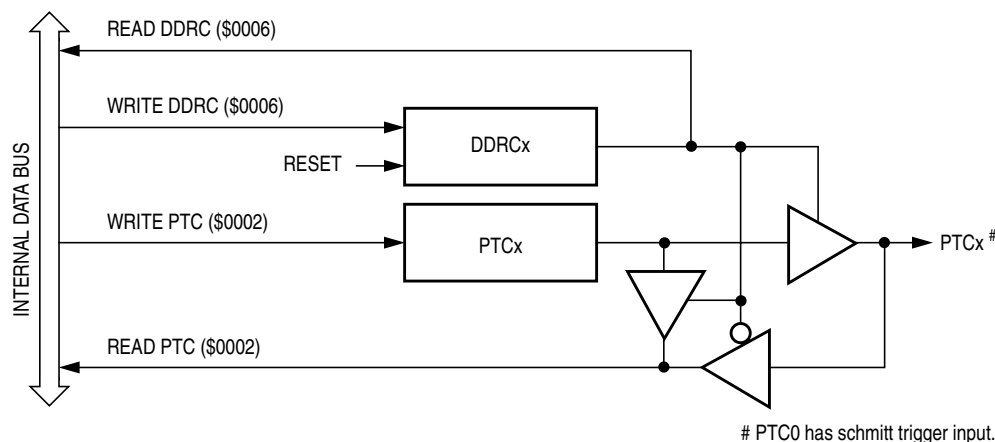 READ DDRC ($0006)
WRITE DDRC ($0006)
DDRCx
RESET
INTERNAL DATA BUS
WRITE PTC ($0002)
PTCx
PTCx #
READ PTC ($0002)
# PTC0 has schmitt trigger input.